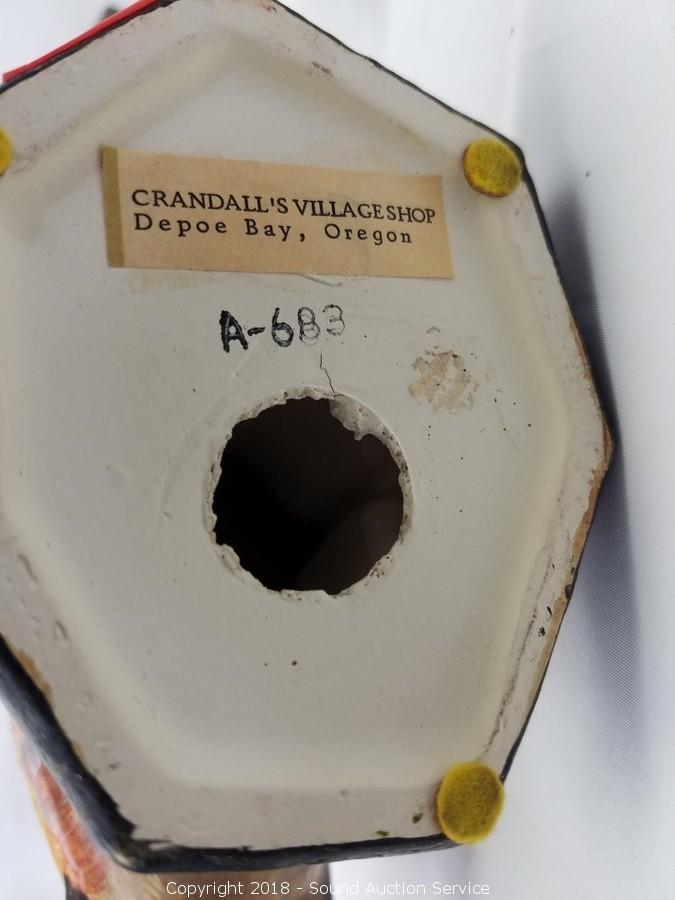 CRANDALL'S VILLAGE SHOP
Depoe Bay, Oregon
A-683
Copyright 2018 - Sound Auction Service